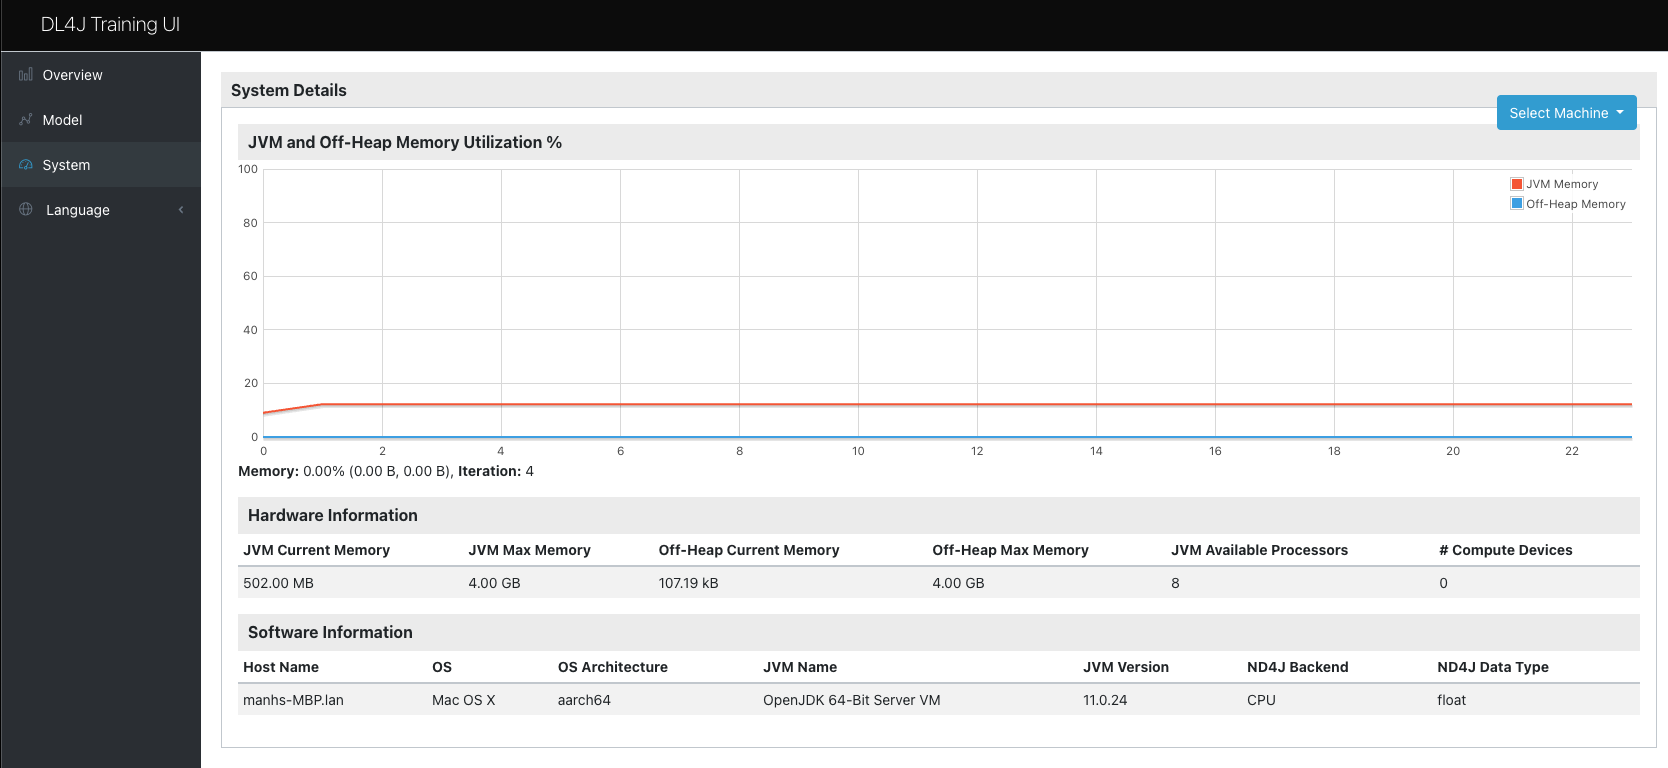 DL4J Training UI
Overview
Model
System
Language
System Details
Select Machine
JVM and Off-Heap Memory Utilization %
100
80
60
40
20
0
JVM Memory
Off-Heap Memory
0 2 4 6 8 10 12 14 16 18 20 22
Memory: 0.00% (0.00 B, 0.00 B), Iteration: 4
Hardware Information
JVM Current Memory JVM Max Memory Off-Heap Current Memory Off-Heap Max Memory JVM Available Processors # Compute Devices
502.00 MB 4.00 GB 107.19 kB 4.00 GB 8 0
Software Information
Host Name OS OS Architecture JVM Name JVM Version ND4J Backend ND4J Data Type
manhs-MBP.lan Mac OS X aarch64 OpenJDK 64-Bit Server VM 11.0.24 CPU float